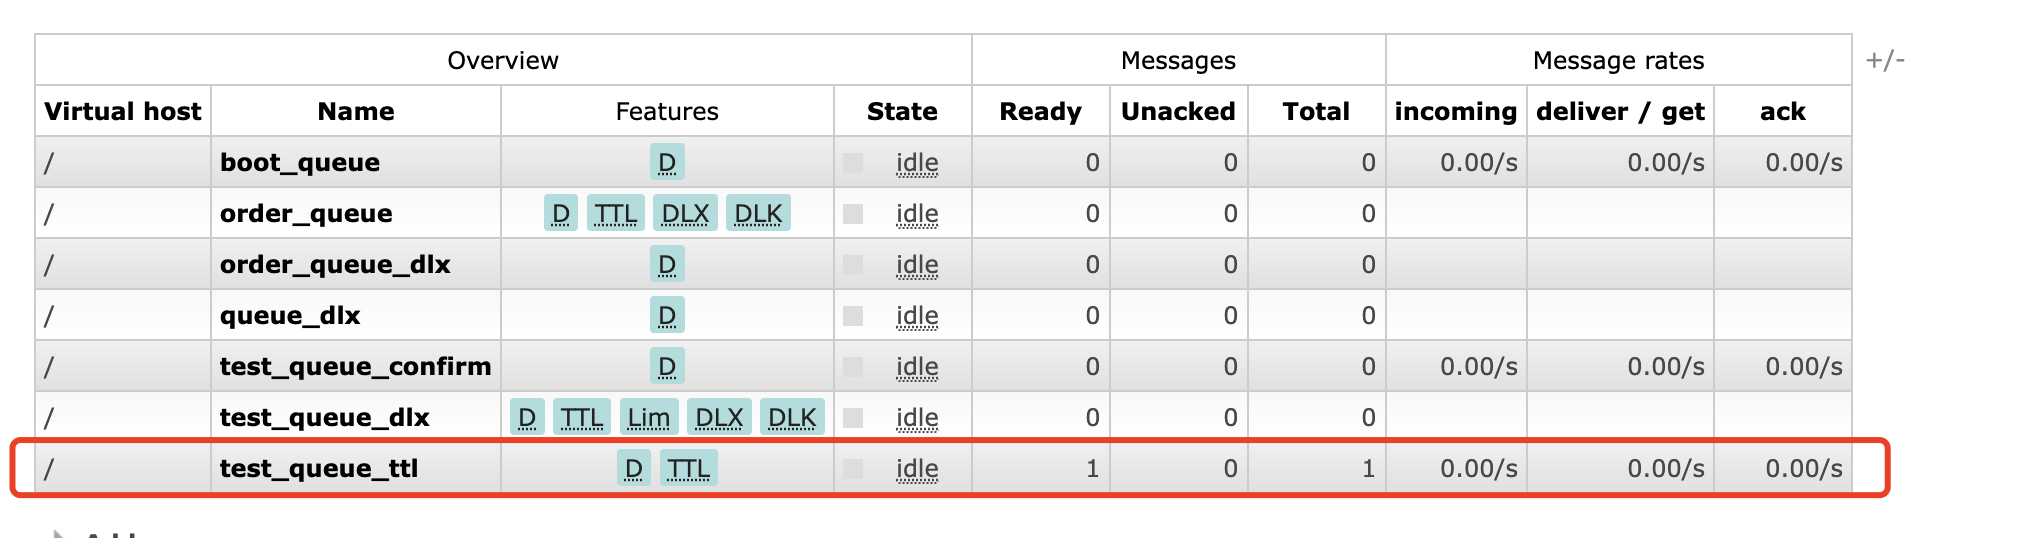 Overview Messages Message rates +/-
Virtual host Name Features State Ready Unacked Total incoming deliver / get ack
/ boot_queue D idle 0 0 0 0.00/s 0.00/s 0.00/s
/ order_queue D TTL DLX DLK idle 0 0 0
/ order_queue_dlx D idle 0 0 0
/ queue_dlx D idle 0 0 0
/ test_queue_confirm D idle 0 0 0 0.00/s 0.00/s 0.00/s
/ test_queue_dlx D TTL Lim DLX DLK idle 0 0 0
/ test_queue_ttl D TTL idle 1 0 1 0.00/s 0.00/s 0.00/s